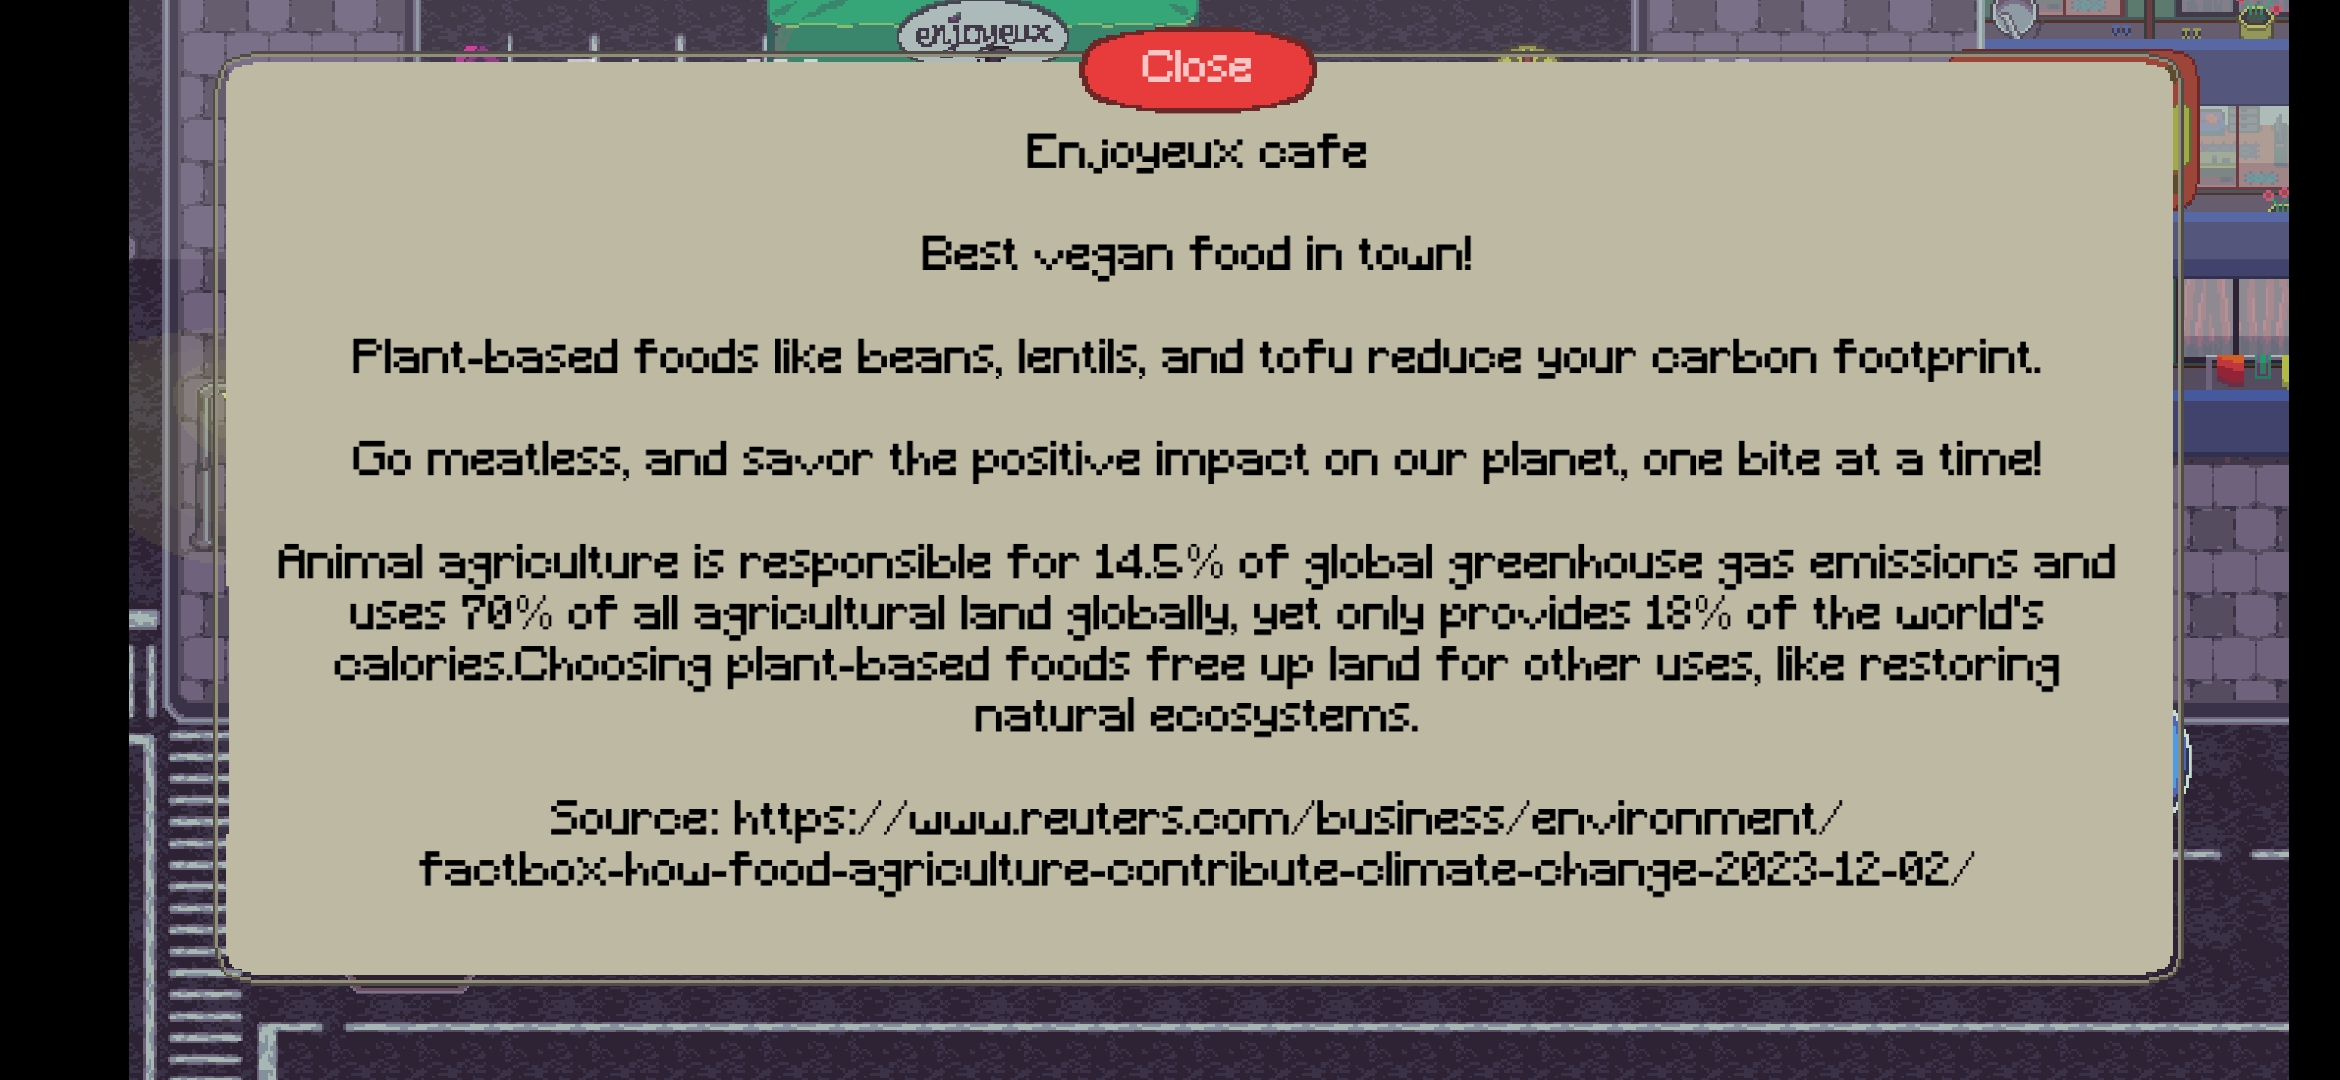 enjoyeux
Close
Enjoyeux cafe
Best vegan food in town!
Plant-based foods like beans, lentils, and tofu reduce your carbon footprint.
Go meatless, and savor the positive impact on our planet, one bite at a time!
Animal agriculture is responsible for 14.5% of global greenhouse gas emissions and
uses 70% of all agricultural land globally, yet only provides 18% of the world's
calories.Choosing plant-based foods free up land for other uses, like restoring
natural ecosystems.
Source: https://www.reuters.com/business/environment/
factbox-how-food-agriculture-contribute-climate-change-2023-12-02/